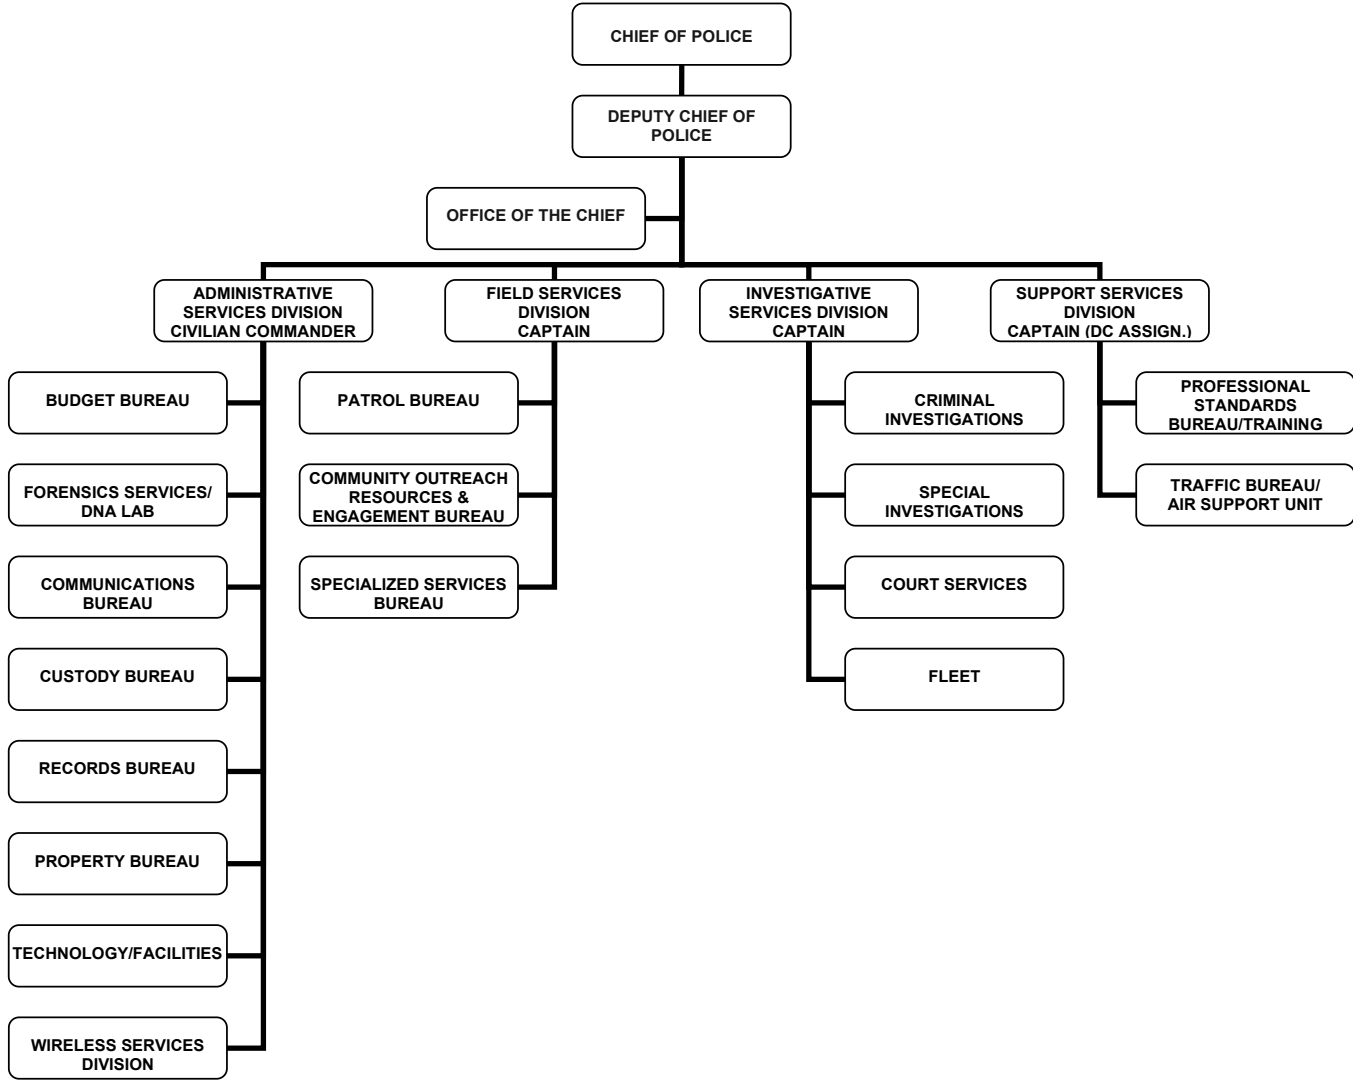 CHIEF OF POLICE
DEPUTY CHIEF OF
POLICE
OFFICE OF THE CHIEF
ADMINISTRATIVE
SERVICES DIVISION
CIVILIAN COMMANDER
FIELD SERVICES
DIVISION
CAPTAIN
INVESTIGATIVE
SERVICES DIVISION
CAPTAIN
SUPPORT SERVICES
DIVISION
CAPTAIN (DC ASSIGN.)
BUDGET BUREAU
FORENSICS SERVICES/
DNA LAB
COMMUNICATIONS
BUREAU
CUSTODY BUREAU
RECORDS BUREAU
PROPERTY BUREAU
TECHNOLOGY/FACILITIES
WIRELESS SERVICES
DIVISION
PATROL BUREAU
COMMUNITY OUTREACH
RESOURCES &
ENGAGEMENT BUREAU
SPECIALIZED SERVICES
BUREAU
CRIMINAL
INVESTIGATIONS
SPECIAL
INVESTIGATIONS
COURT SERVICES
FLEET
PROFESSIONAL
STANDARDS
BUREAU/TRAINING
TRAFFIC BUREAU/
AIR SUPPORT UNIT